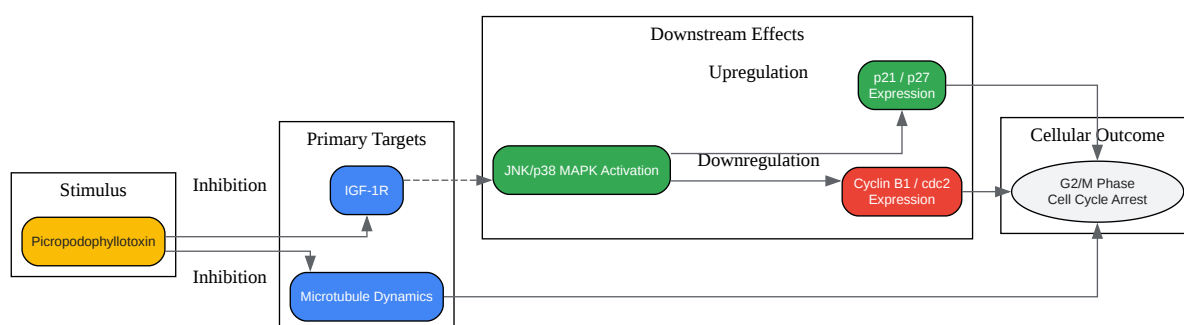 Stimulus
Picropodophyllotoxin
Inhibition
Inhibition
Primary Targets
IGF-1R
Microtubule Dynamics
Downstream Effects
JNK/p38 MAPK Activation
Upregulation
Downregulation
p21 / p27
Expression
Cyclin B1 / cdc2
Expression
Cellular Outcome
G2/M Phase
Cell Cycle Arrest